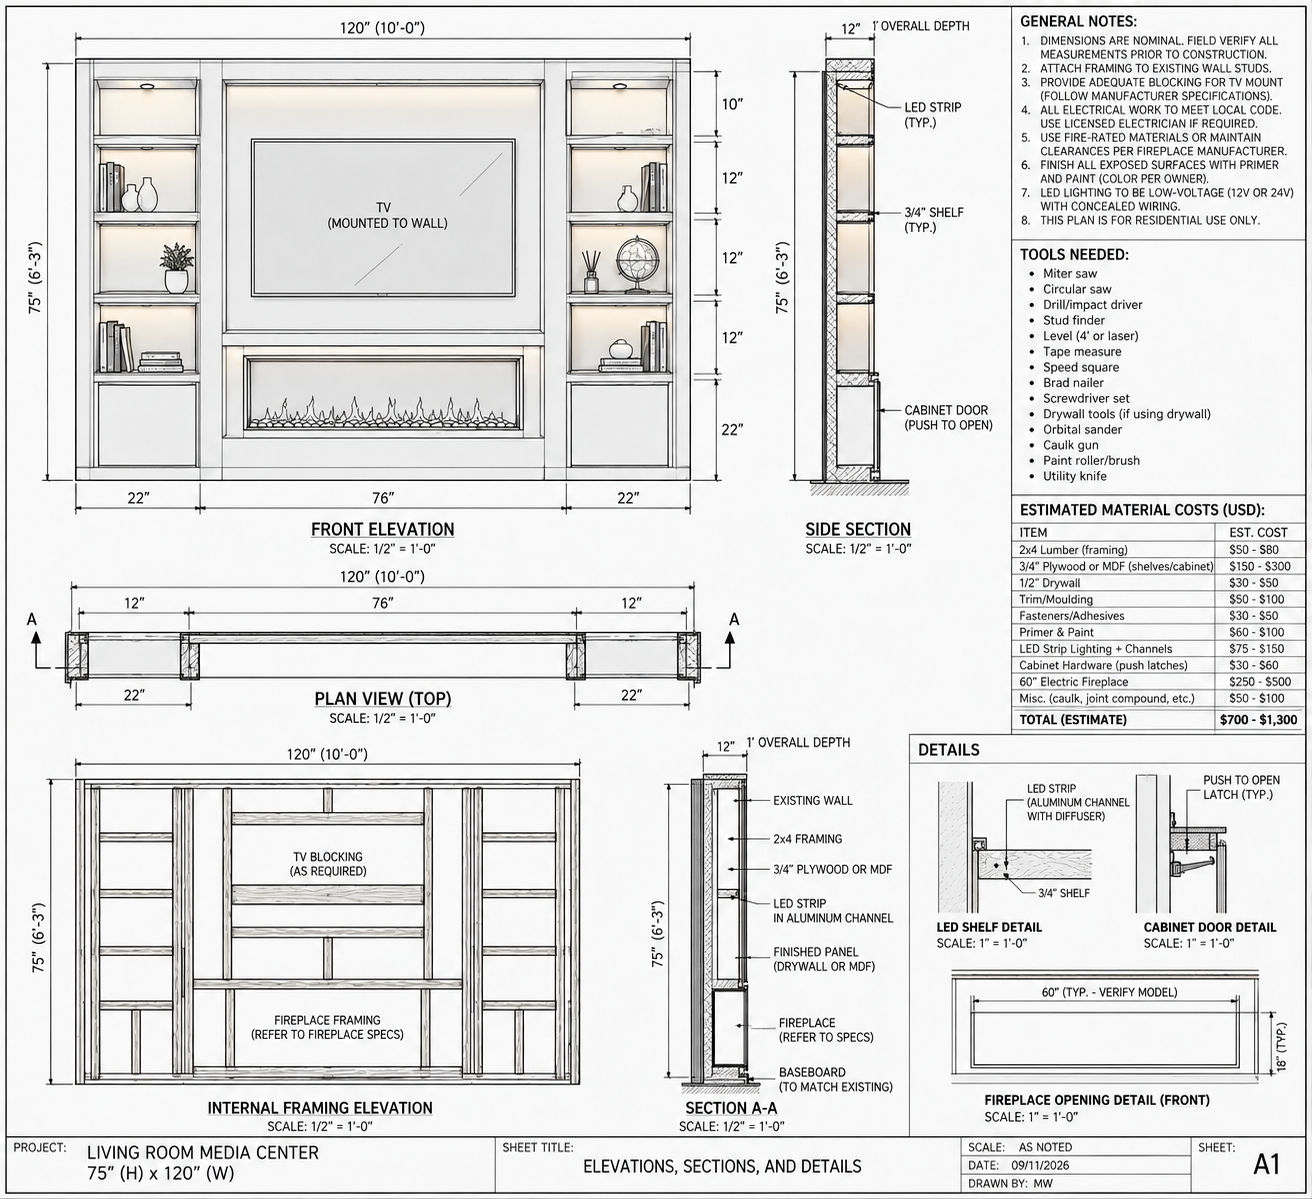 120" (10'-0")
75" (6'-3")
TV
(MOUNTED TO WALL)
10"
12"
12"
12"
22"
22"
76"
22"
FRONT ELEVATION
SCALE: 1/2" = 1'-0"
12"
1' OVERALL DEPTH
75" (6'-3")
LED STRIP
(TYP.)
3/4" SHELF
(TYP.)
CABINET DOOR
(PUSH TO OPEN)
SIDE SECTION
SCALE: 1/2" = 1'-0"
GENERAL NOTES:
1. DIMENSIONS ARE NOMINAL. FIELD VERIFY ALL
MEASUREMENTS PRIOR TO CONSTRUCTION.
2. ATTACH FRAMING TO EXISTING WALL STUDS.
3. PROVIDE ADEQUATE BLOCKING FOR TV MOUNT
(FOLLOW MANUFACTURER SPECIFICATIONS).
4. ALL ELECTRICAL WORK TO MEET LOCAL CODE.
USE LICENSED ELECTRICIAN IF REQUIRED.
5. USE FIRE-RATED MATERIALS OR MAINTAIN
CLEARANCES PER FIREPLACE MANUFACTURER.
6. FINISH ALL EXPOSED SURFACES WITH PRIMER
AND PAINT (COLOR PER OWNER).
7. LED LIGHTING TO BE LOW-VOLTAGE (12V OR 24V)
WITH CONCEALED WIRING.
8. THIS PLAN IS FOR RESIDENTIAL USE ONLY.
TOOLS NEEDED:
• Miter saw
• Circular saw
• Drill/impact driver
• Stud finder
• Level (4' or laser)
• Tape measure
• Speed square
• Brad nailer
• Screwdriver set
• Drywall tools (if using drywall)
• Orbital sander
• Caulk gun
• Paint roller/brush
• Utility knife
ESTIMATED MATERIAL COSTS (USD):
ITEM EST. COST
2x4 Lumber (framing) $50 - $80
3/4" Plywood or MDF (shelves/cabinet) $150 - $300
1/2" Drywall $30 - $50
Trim/Moulding $50 - $100
Fasteners/Adhesives $30 - $50
Primer & Paint $60 - $100
LED Strip Lighting + Channels $75 - $150
Cabinet Hardware (push latches) $30 - $60
60" Electric Fireplace $250 - $500
Misc. (caulk, joint compound, etc.) $50 - $100
TOTAL (ESTIMATE) $700 - $1,300
120" (10'-0")
12"
76"
12"
A
A
22"
22"
PLAN VIEW (TOP)
SCALE: 1/2" = 1'-0"
120" (10'-0")
75" (6'-3")
TV BLOCKING
(AS REQUIRED)
FIREPLACE FRAMING
(REFER TO FIREPLACE SPECS)
INTERNAL FRAMING ELEVATION
SCALE: 1/2" = 1'-0"
12"
1' OVERALL DEPTH
75" (6'-3")
EXISTING WALL
2x4 FRAMING
3/4" PLYWOOD OR MDF
LED STRIP
IN ALUMINUM CHANNEL
FINISHED PANEL
(DRYWALL OR MDF)
FIREPLACE
(REFER TO SPECS)
BASEBOARD
(TO MATCH EXISTING)
SECTION A-A
SCALE: 1/2" = 1'-0"
DETAILS
LED STRIP
(ALUMINUM CHANNEL
WITH DIFFUSER)
3/4" SHELF
LED SHELF DETAIL
SCALE: 1" = 1'-0"
PUSH TO OPEN
LATCH (TYP.)
CABINET DOOR DETAIL
SCALE: 1" = 1'-0"
60" (TYP. - VERIFY MODEL)
18" (TYP.)
FIREPLACE OPENING DETAIL (FRONT)
SCALE: 1" = 1'-0"
PROJECT:
LIVING ROOM MEDIA CENTER
75" (H) x 120" (W)
SHEET TITLE:
ELEVATIONS, SECTIONS, AND DETAILS
SCALE: AS NOTED
DATE: 09/11/2026
DRAWN BY: MW
SHEET:
A1